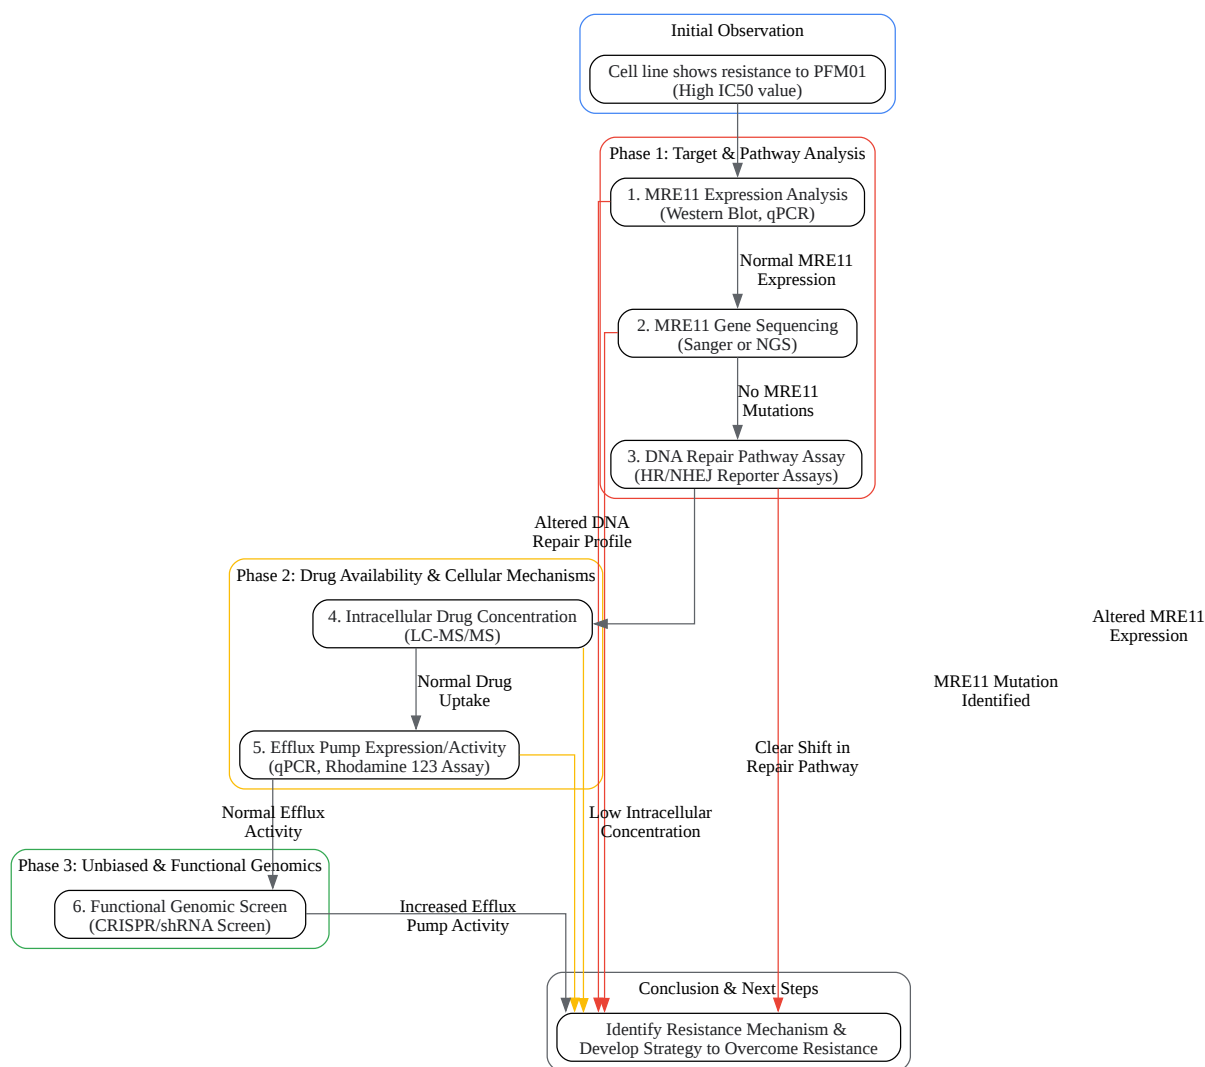 Initial Observation
Cell line shows resistance to PFM01
(High IC50 value)
Phase 1: Target & Pathway Analysis
1. MRE11 Expression Analysis
(Western Blot, qPCR)
Normal MRE11
Expression
2. MRE11 Gene Sequencing
(Sanger or NGS)
No MRE11
Mutations
3. DNA Repair Pathway Assay
(HR/NHEJ Reporter Assays)
Altered DNA
Repair Profile
Phase 2: Drug Availability & Cellular Mechanisms
4. Intracellular Drug Concentration
(LC-MS/MS)
Altered MRE11
Expression
Normal Drug
Uptake
MRE11 Mutation
Identified
5. Efflux Pump Expression/Activity
(qPCR, Rhodamine 123 Assay)
Clear Shift in
Repair Pathway
Normal Efflux
Activity
Low Intracellular
Concentration
Phase 3: Unbiased & Functional Genomics
6. Functional Genomic Screen
(CRISPR/shRNA Screen)
Increased Efflux
Pump Activity
Conclusion & Next Steps
Identify Resistance Mechanism &
Develop Strategy to Overcome Resistance